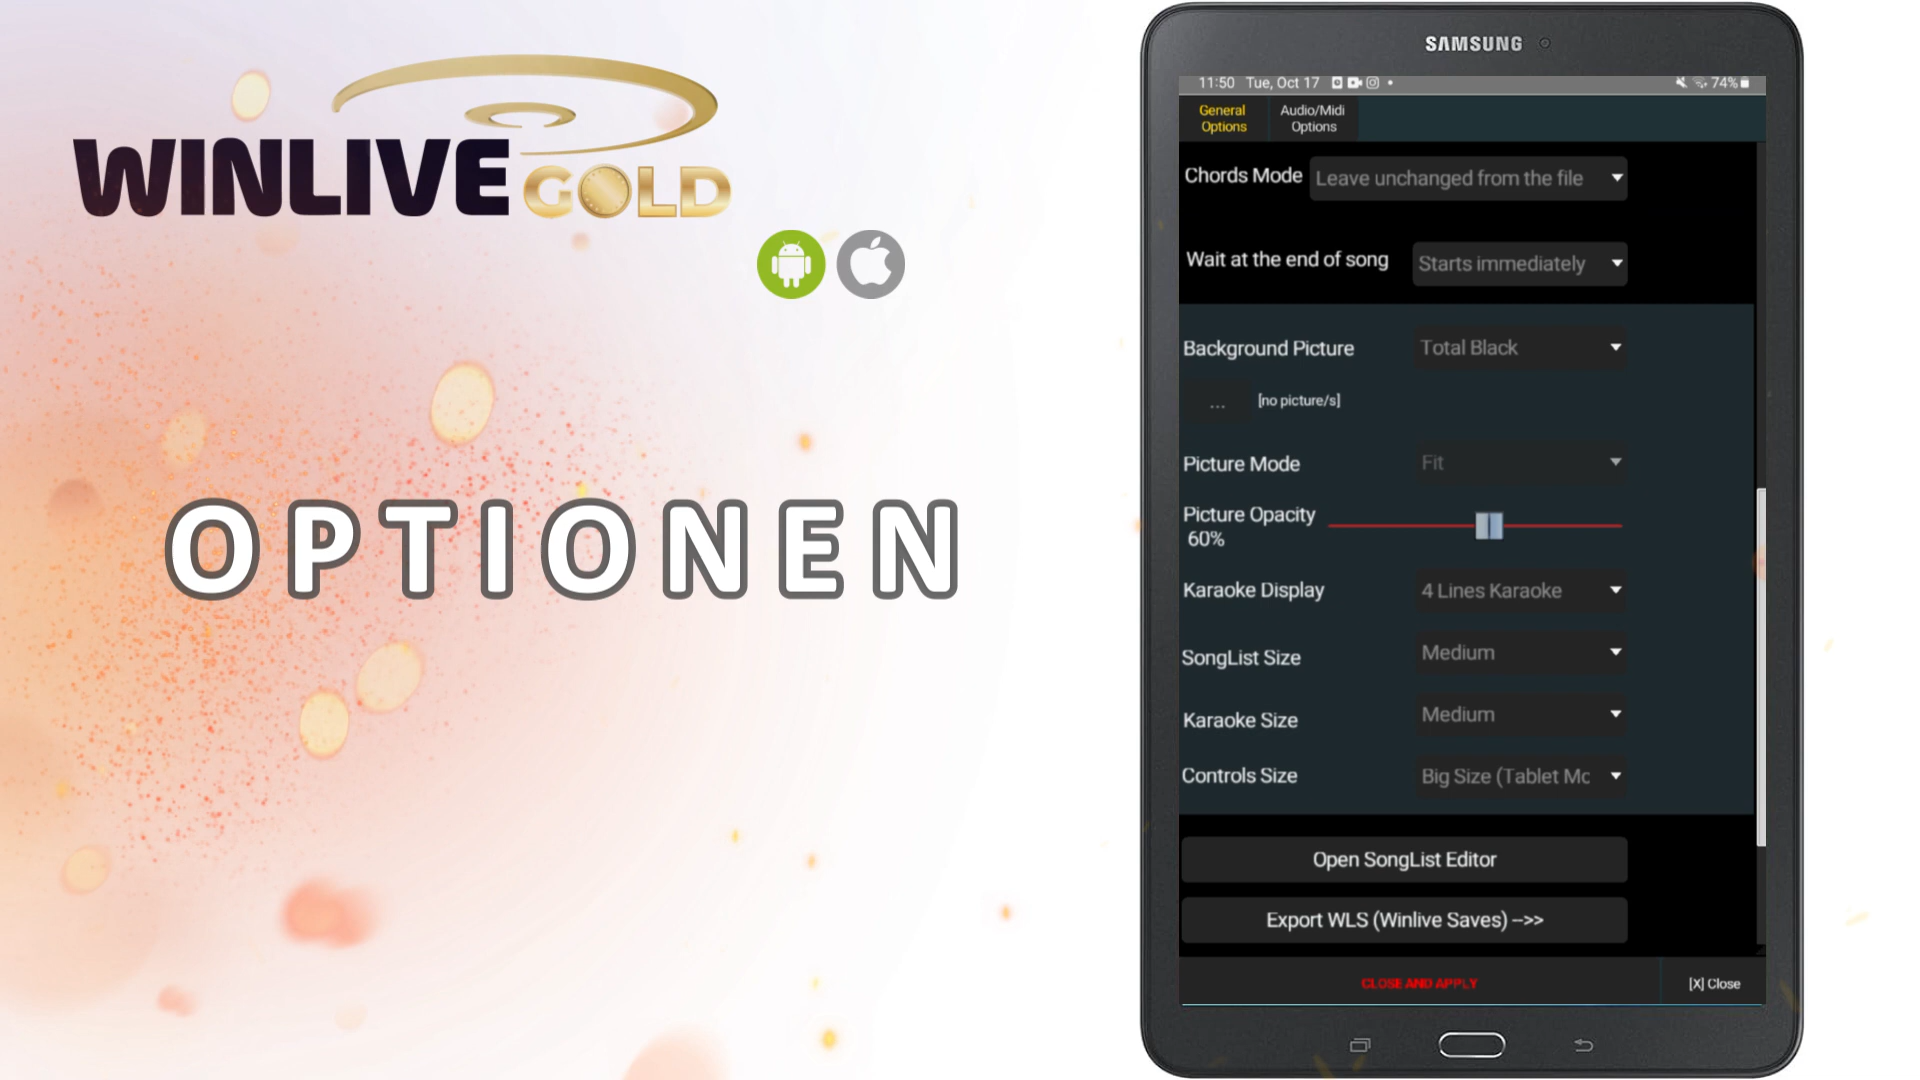 WINLIVE GOLD
OPTIONEN
SAMSUNG
11:50 Tue, Oct 17
74%
General Options
Audio/Midi Options
Chords Mode Leave unchanged from the file
Wait at the end of song Starts immediately
Background Picture Total Black
... [no picture/s]
Picture Mode Fit
Picture Opacity
60%
Karaoke Display 4 Lines Karaoke
SongList Size Medium
Karaoke Size Medium
Controls Size Big Size (Tablet Mc
Open SongList Editor
Export WLS (Winlive Saves) -->>
CLOSE AND APPLY
[X] Close